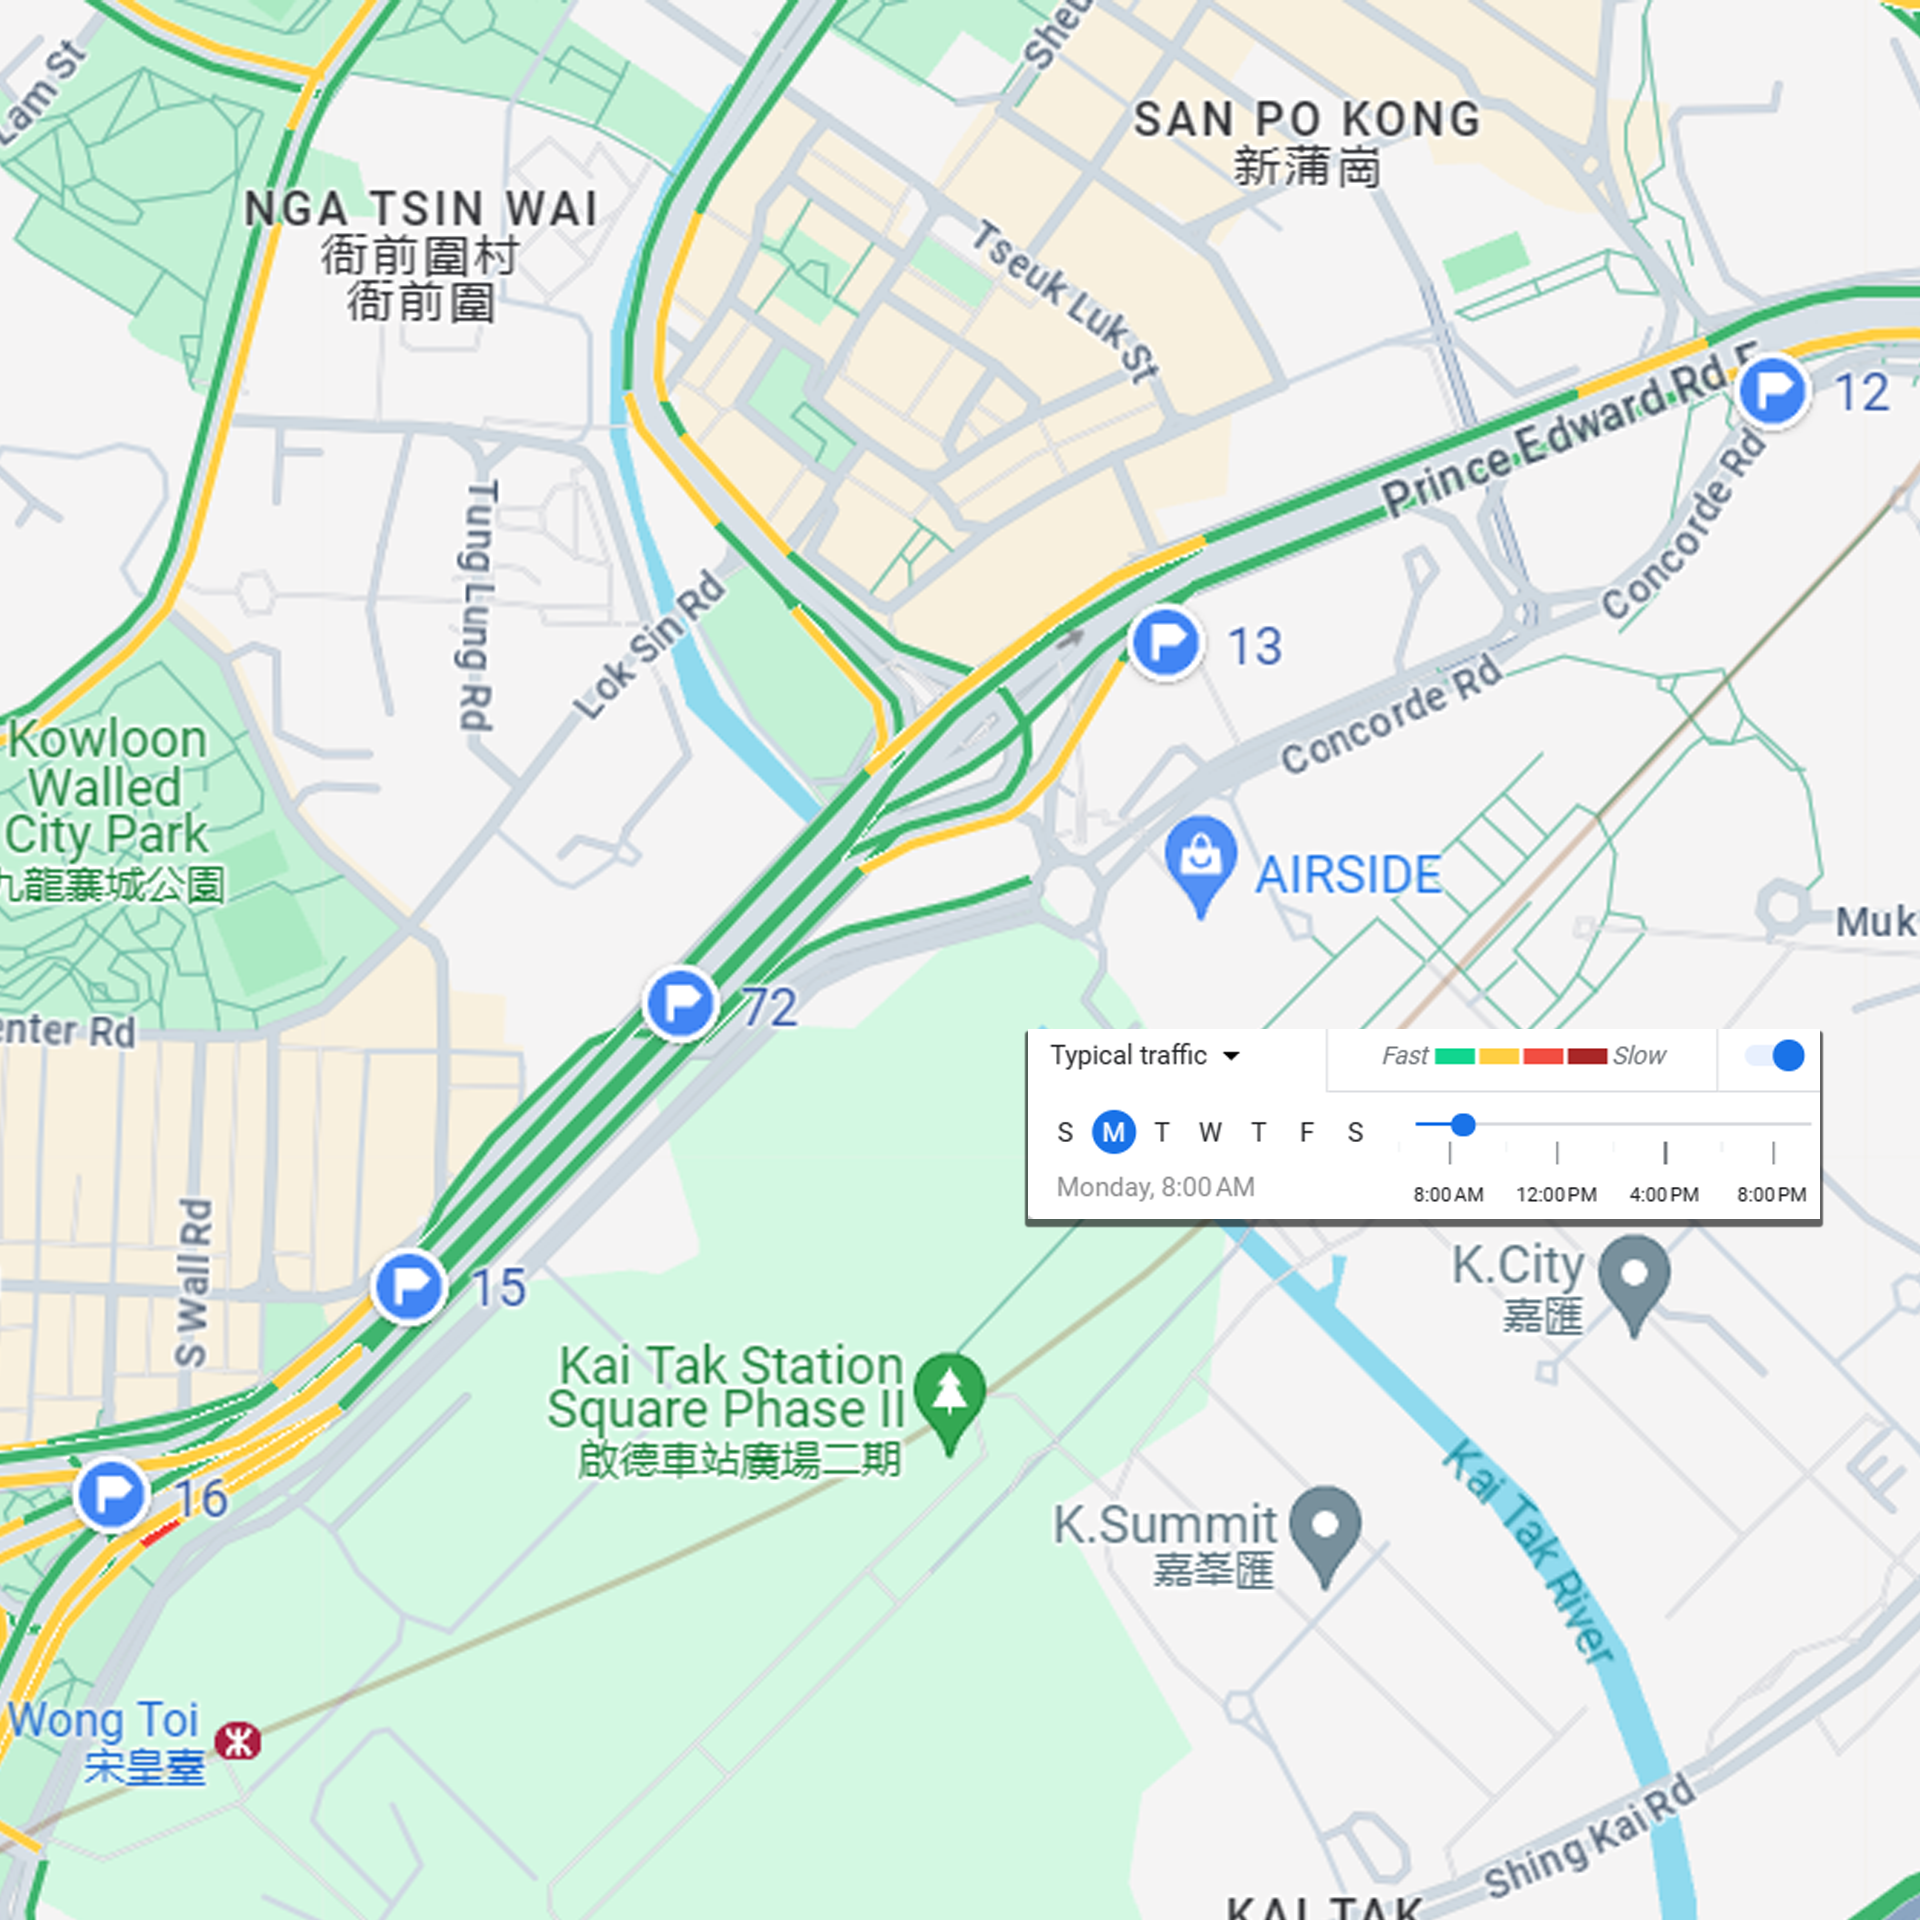 Lam St
NGA TSIN WAI
衙前圍村
衙前圍
SAN PO KONG
新蒲崗
Tseuk Luk St
Prince Edward Rd E
12
Concorde Rd
Tung Lung Rd
Lok Sin Rd
13
Concorde Rd
Kowloon
Walled
City Park
九龍寨城公園
AIRSIDE
Muk
72
enter Rd
Typical traffic
Fast
Slow
S M T W T F S
Monday, 8:00 AM
8:00 AM 12:00 PM 4:00 PM 8:00 PM
S Wall Rd
15
K.City
嘉匯
Kai Tak Station
Square Phase II
啟德車站廣場二期
16
K.Summit
嘉峯匯
Kai Tak River
Wong Toi
宋皇臺
Shing Kai Rd
KAI TAK